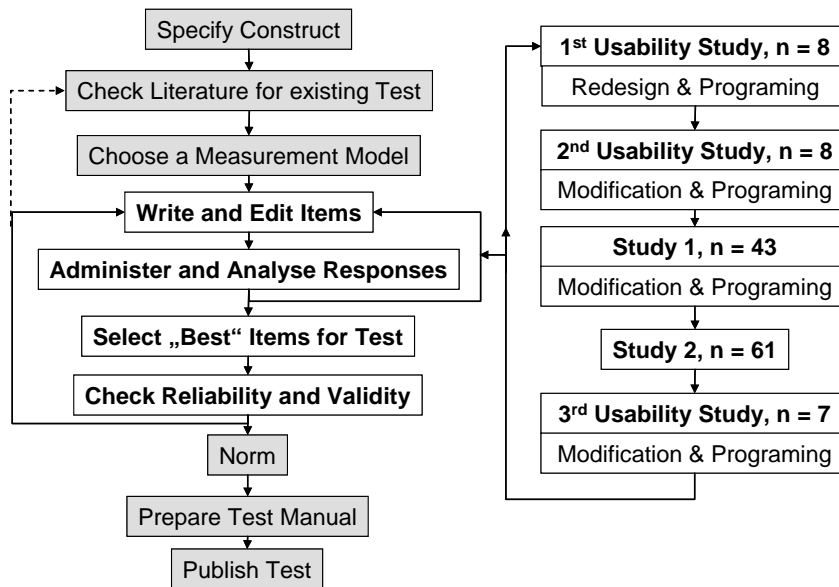 Specify Construct
Check Literature for existing Test
Choose a Measurement Model
Write and Edit Items
Administer and Analyse Responses
Select „Best“ Items for Test
Check Reliability and Validity
Norm
Prepare Test Manual
Publish Test
1st Usability Study, n = 8
Redesign & Programing
2nd Usability Study, n = 8
Modification & Programing
Study 1, n = 43
Modification & Programing
Study 2, n = 61
3rd Usability Study, n = 7
Modification & Programing